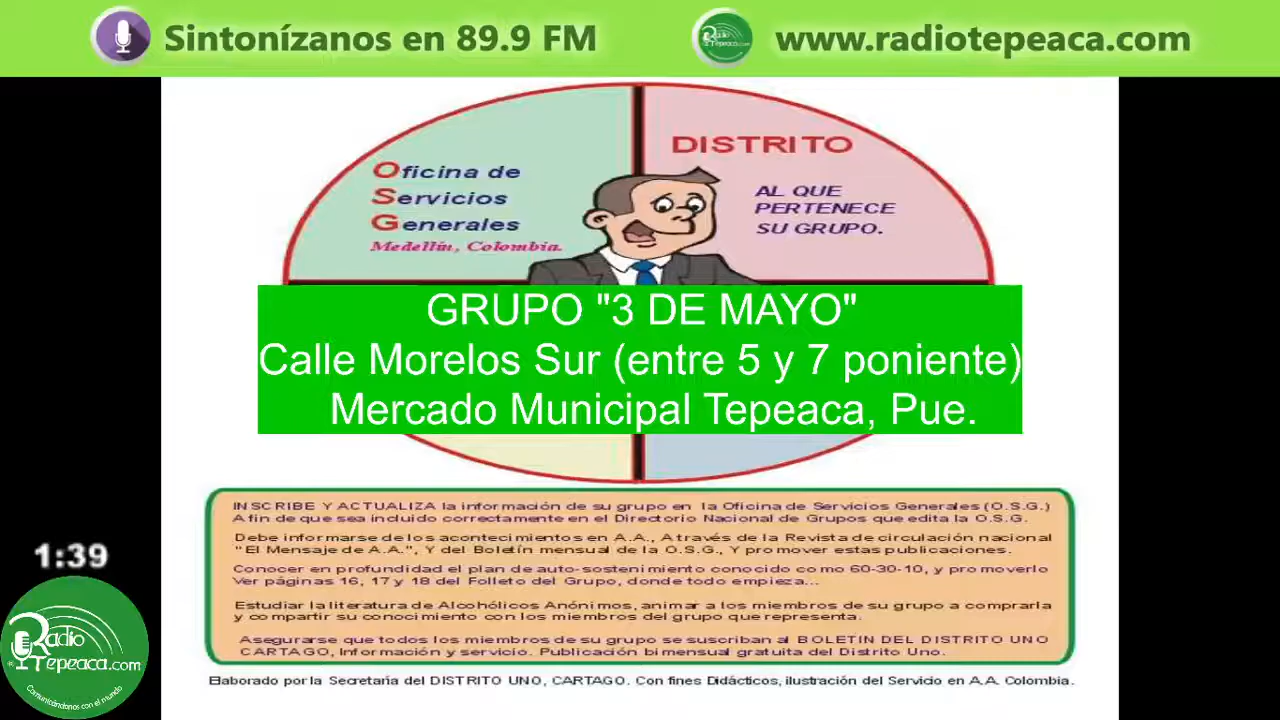 Sintonízanos en 89.9 FM
www.radiotepeaca.com
Oficina de
Servicios
Generales
Medellín, Colombia.
DISTRITO
AL QUE
PERTENECE
SU GRUPO.
GRUPO "3 DE MAYO"
Calle Morelos Sur (entre 5 y 7 poniente)
Mercado Municipal Tepeaca, Pue.
INSCRIBE Y ACTUALIZA la información de su grupo en la Oficina de Servicios Generales (O.S.G.)
A fin de que sea incluido correctamente en el Directorio Nacional de Grupos que edita la O.S.G.
Debe informarse de los acontecimientos en A.A., A través de la Revista de circulación nacional
"El Mensaje de A.A.", Y del Boletín mensual de la O.S.G., Y promover estas publicaciones.
Conocer en profundidad el plan de auto-sostenimiento conocido como 60-30-10, y promoverlo
Ver páginas 16, 17 y 18 del Folleto del Grupo, donde todo empieza...
Estudiar la literatura de Alcohólicos Anónimos, animar a los miembros de su grupo a comprarla
y compartir su conocimiento con los miembros del grupo que representa.
Asegurarse que todos los miembros de su grupo se suscriban al BOLETIN DEL DISTRITO UNO
CARTAGO, Información y servicio. Publicación bimensual gratuita del Distrito Uno.
Elaborado por la Secretaría del DISTRITO UNO, CARTAGO. Con fines Didácticos, ilustración del Servicio en A.A. Colombia.
1:39
Radio
Tepeaca.com
Comunicándonos con el mundo